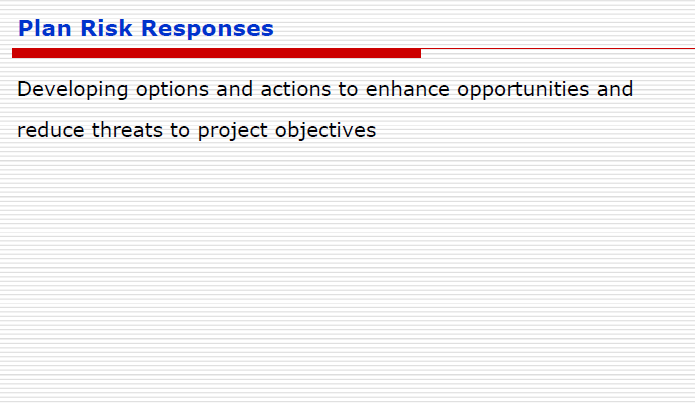 Plan Risk Responses
Developing options and actions to enhance opportunities and
reduce threats to project objectives